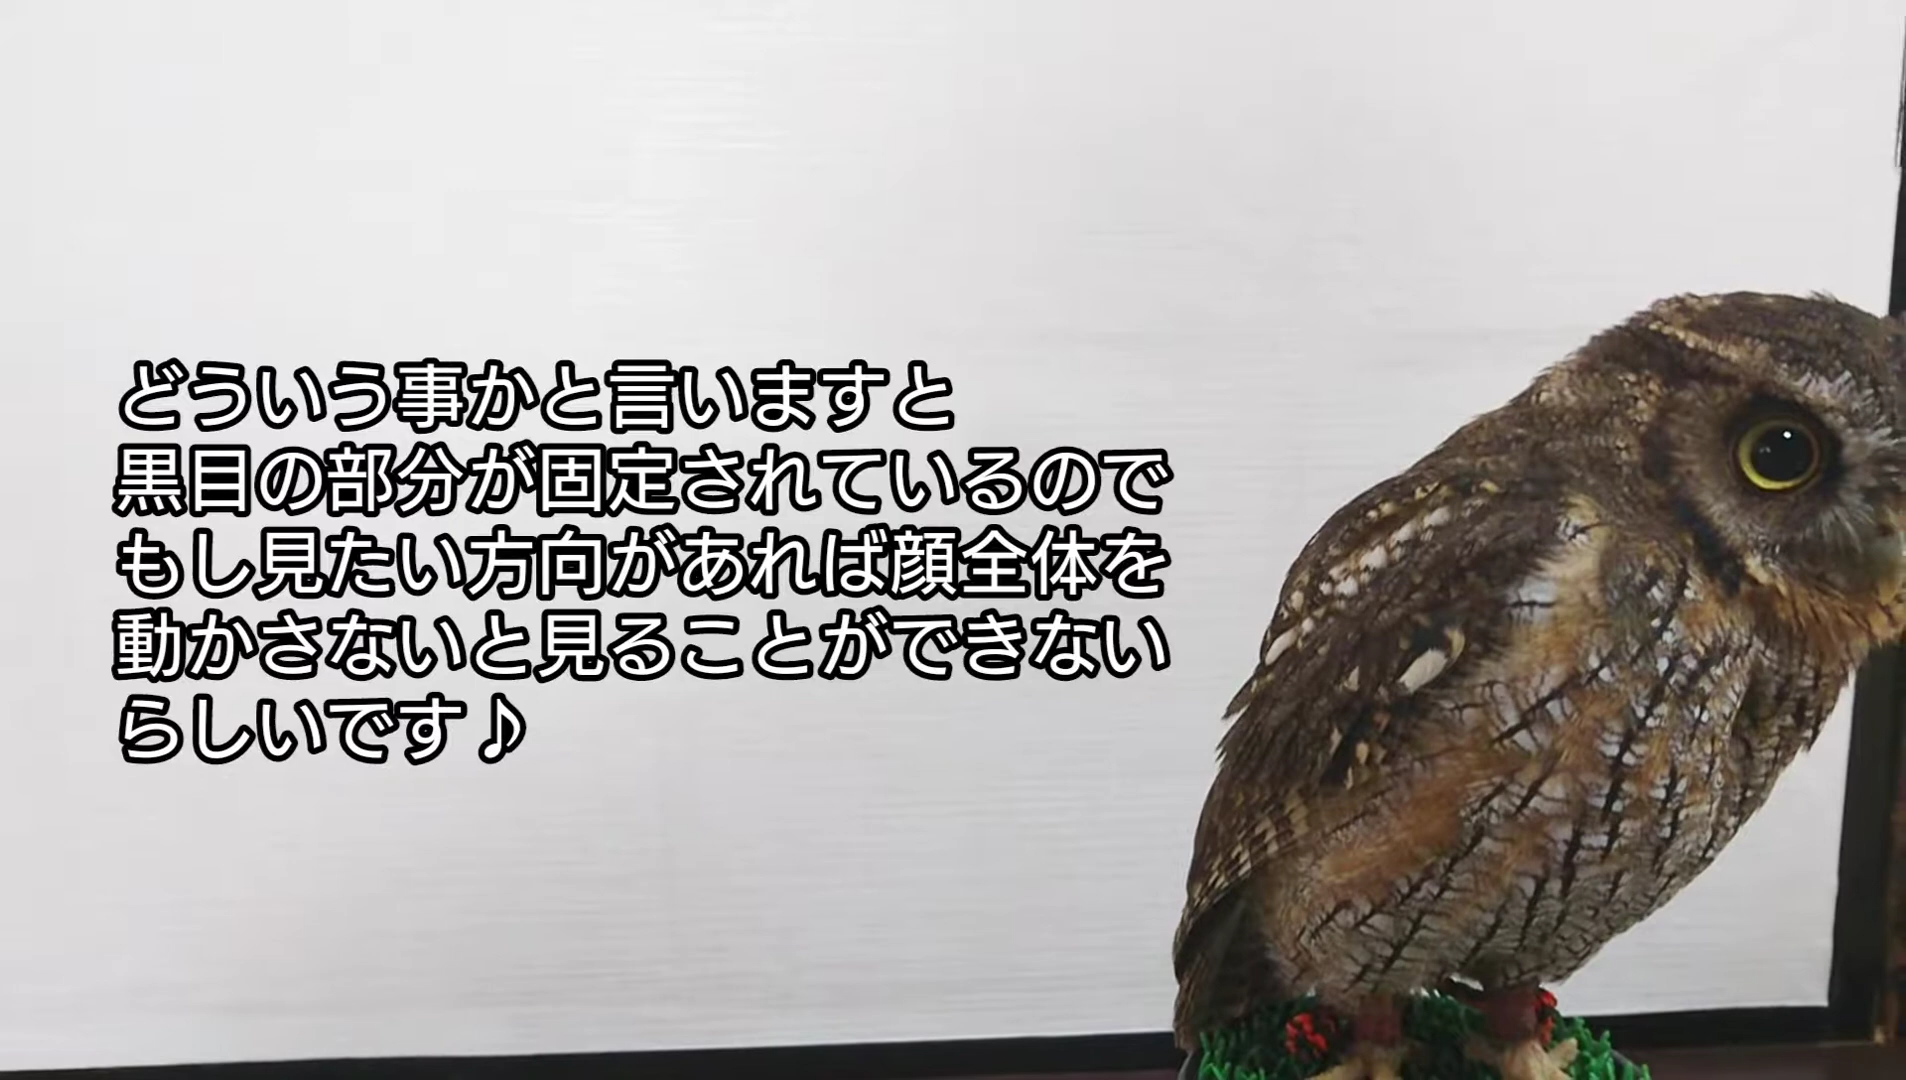 どういう事かと言いますと
黒目の部分が固定されているので
もし見たい方向があれば顔全体を
動かさないと見ることができない
らしいです♪